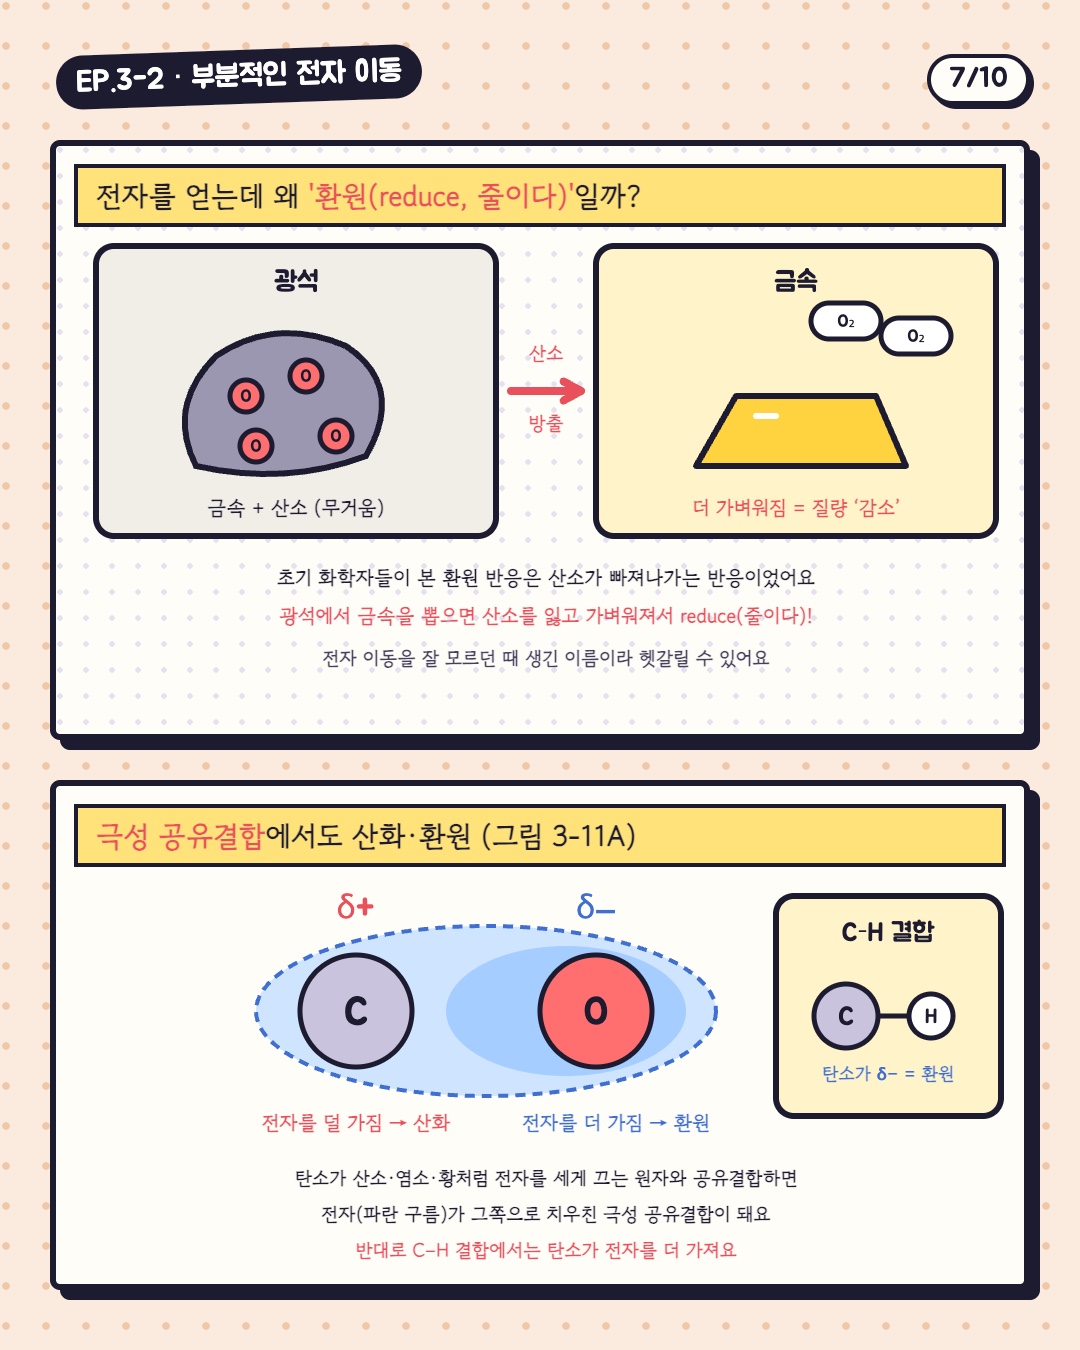 EP.3-2 · 부분적인 전자 이동
7/10
전자를 얻는데 왜 '환원(reduce, 줄이다)'일까?
광석
O
O
O
O
금속 + 산소 (무거움)
산소
방출
금속
O₂
O₂
더 가벼워짐 = 질량 ‘감소’
초기 화학자들이 본 환원 반응은 산소가 빠져나가는 반응이었어요
광석에서 금속을 뽑으면 산소를 잃고 가벼워져서 reduce(줄이다)!
전자 이동을 잘 모르던 때 생긴 이름이라 헷갈릴 수 있어요
극성 공유결합에서도 산화·환원 (그림 3-11A)
δ+
δ−
C
O
전자를 덜 가짐 → 산화
전자를 더 가짐 → 환원
C-H 결합
C
H
탄소가 δ− = 환원
탄소가 산소·염소·황처럼 전자를 세게 끄는 원자와 공유결합하면
전자(파란 구름)가 그쪽으로 치우친 극성 공유결합이 돼요
반대로 C−H 결합에서는 탄소가 전자를 더 가져요